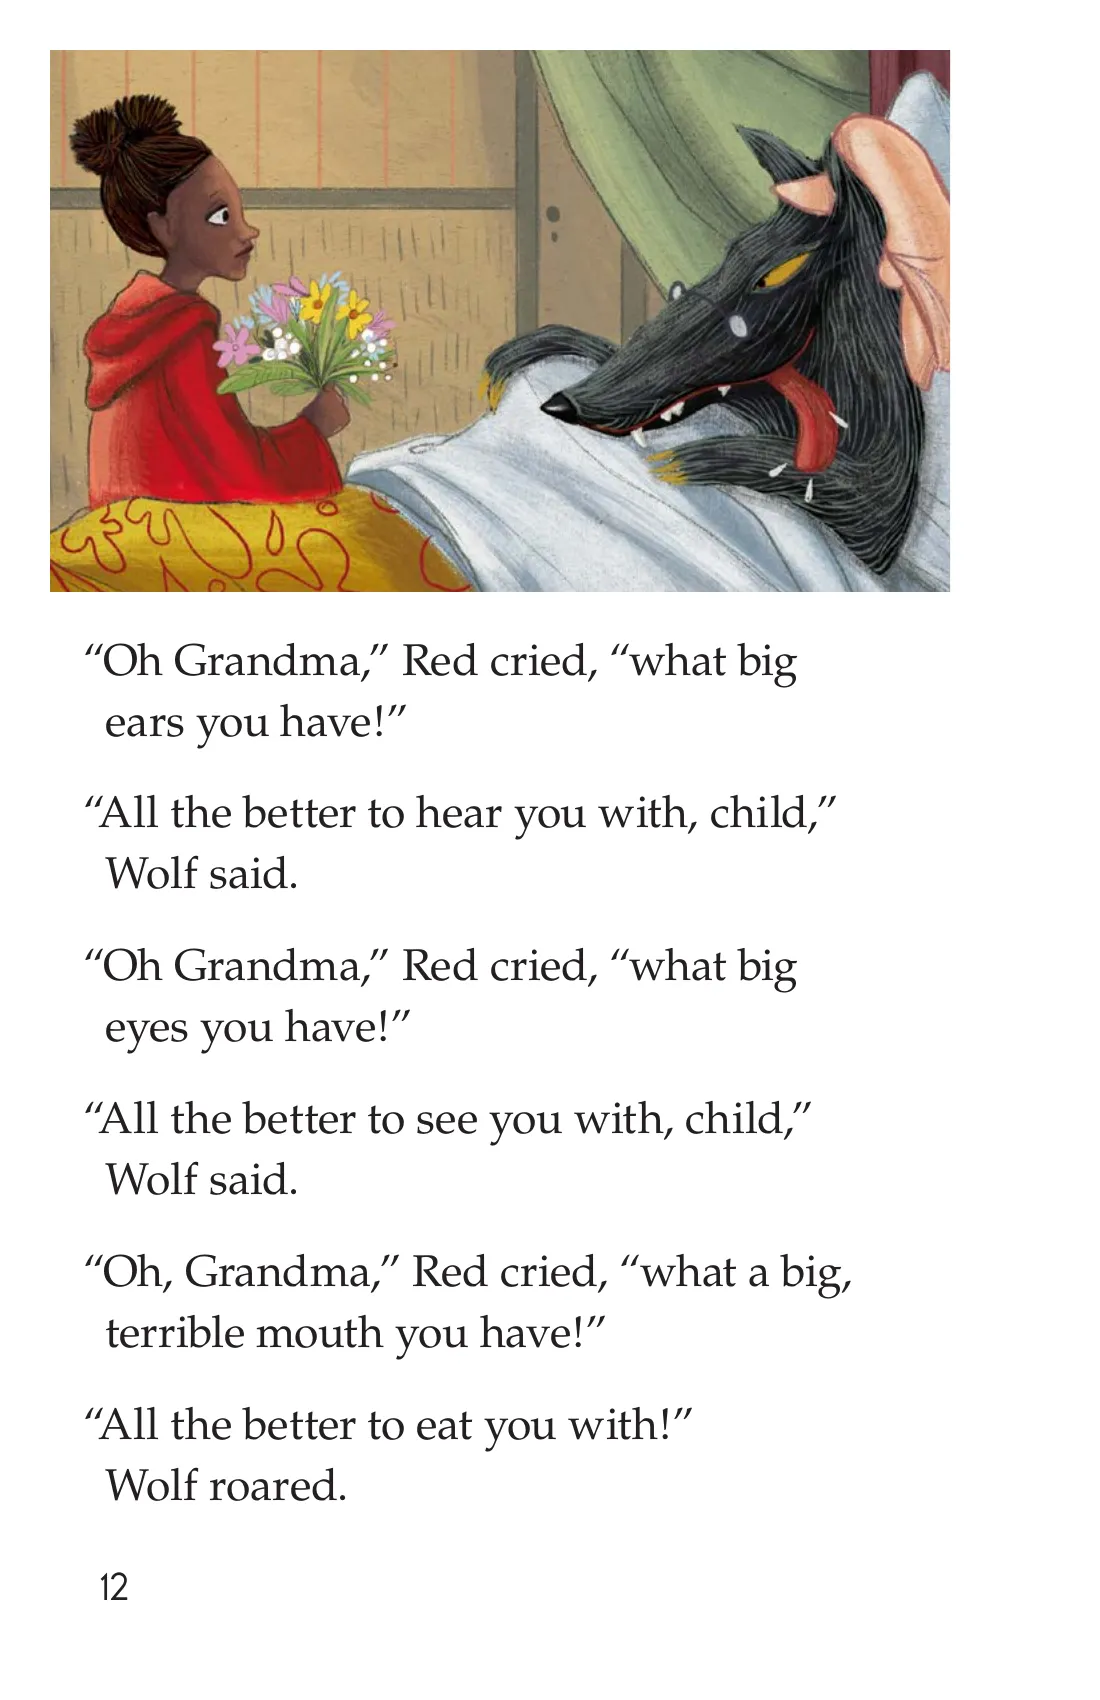 “Oh Grandma,” Red cried, “what big
ears you have!”
“All the better to hear you with, child,”
Wolf said.
“Oh Grandma,” Red cried, “what big
eyes you have!”
“All the better to see you with, child,”
Wolf said.
“Oh, Grandma,” Red cried, “what a big,
terrible mouth you have!”
“All the better to eat you with!”
Wolf roared.
12